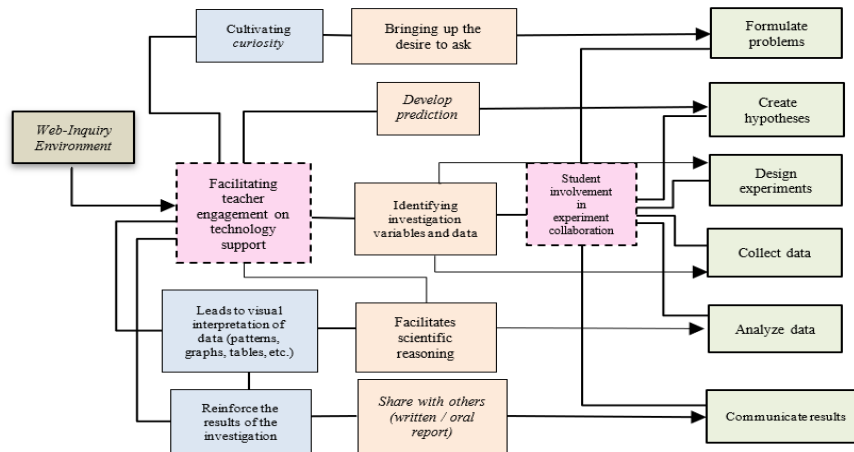 Cultivating
curiosity
Bringing up the
desire to ask
Formulate
problems
Develop
prediction
Create
hypotheses
Web-Inquiry
Environment
Facilitating
teacher
engagement on
technology
support
Identifying
investigation
variables and data
Student
involvement
in
experiment
collaboration
Design
experiments
Collect data
Leads to visual
interpretation of
data (patterns,
graphs, tables, etc.)
Facilitates
scientific
reasoning
Analyze data
Reinforce the
results of the
investigation
Share with others
(written / oral
report)
Communicate results